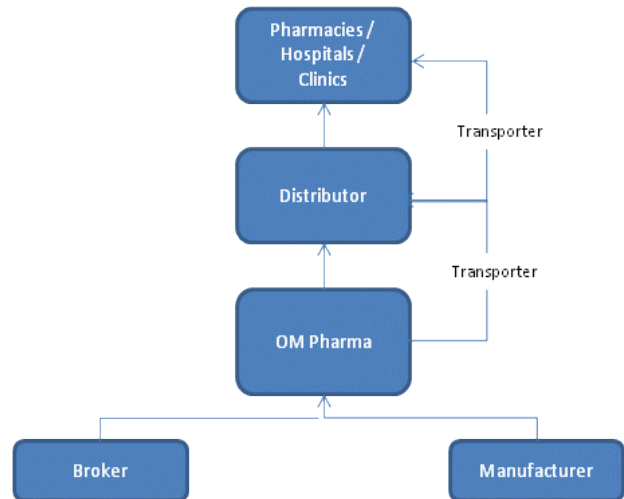 Pharmacies /
Hospitals /
Clinics
Transporter
Distributor
Transporter
OM Pharma
Broker
Manufacturer